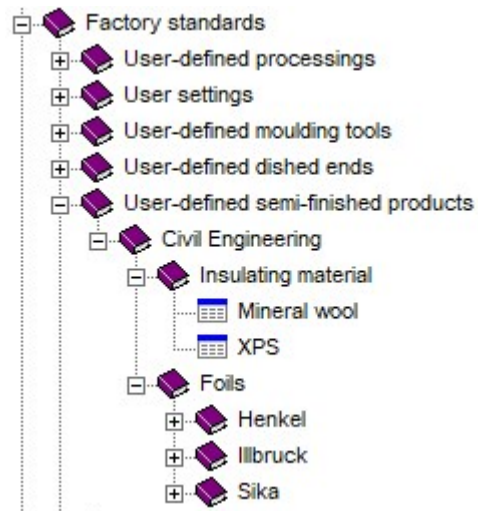 Factory standards
User-defined processings
User settings
User-defined moulding tools
User-defined dished ends
User-defined semi-finished products
Civil Engineering
Insulating material
Mineral wool
XPS
Foils
Henkel
Illbruck
Sika